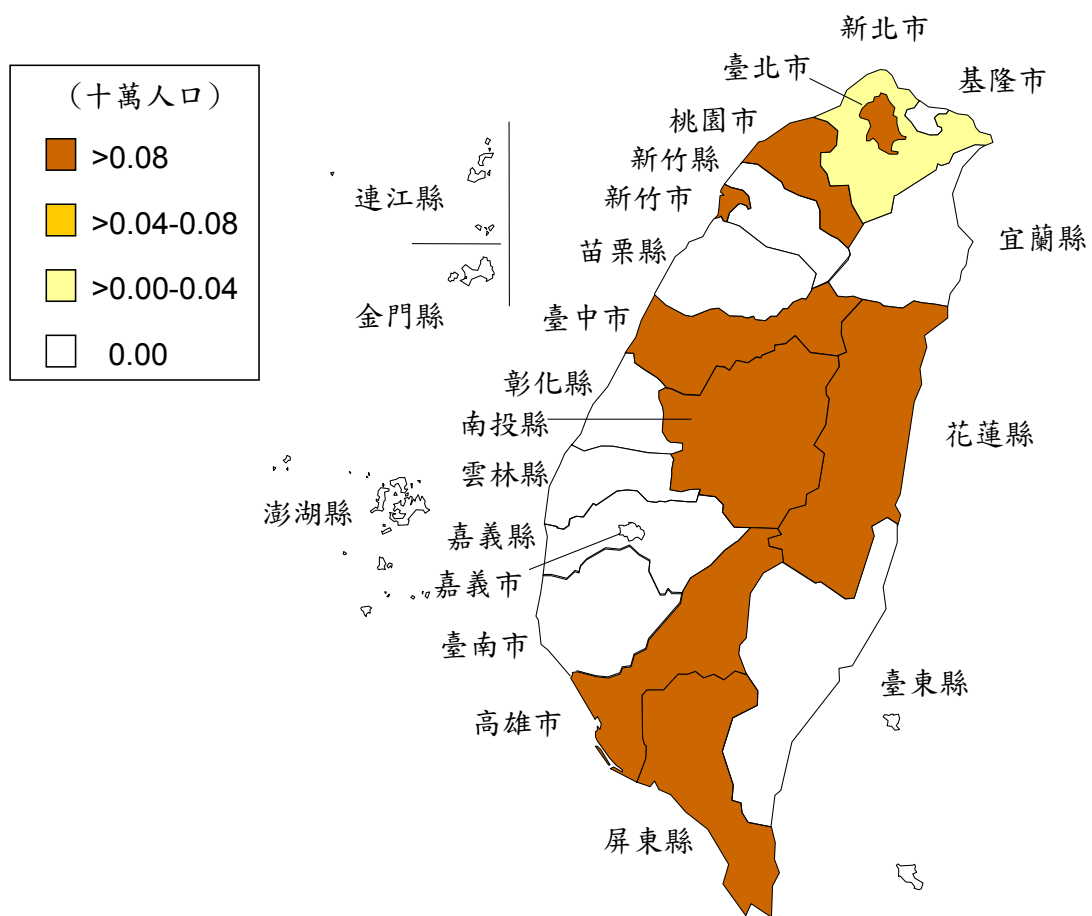 (十萬人口)
>0.08
>0.04-0.08
>0.00-0.04
0.00
新北市
臺北市
基隆市
桃園市
新竹縣
新竹市
連江縣
苗栗縣
宜蘭縣
金門縣
臺中市
彰化縣
南投縣
花蓮縣
雲林縣
澎湖縣
嘉義縣
嘉義市
臺南市
臺東縣
高雄市
屏東縣